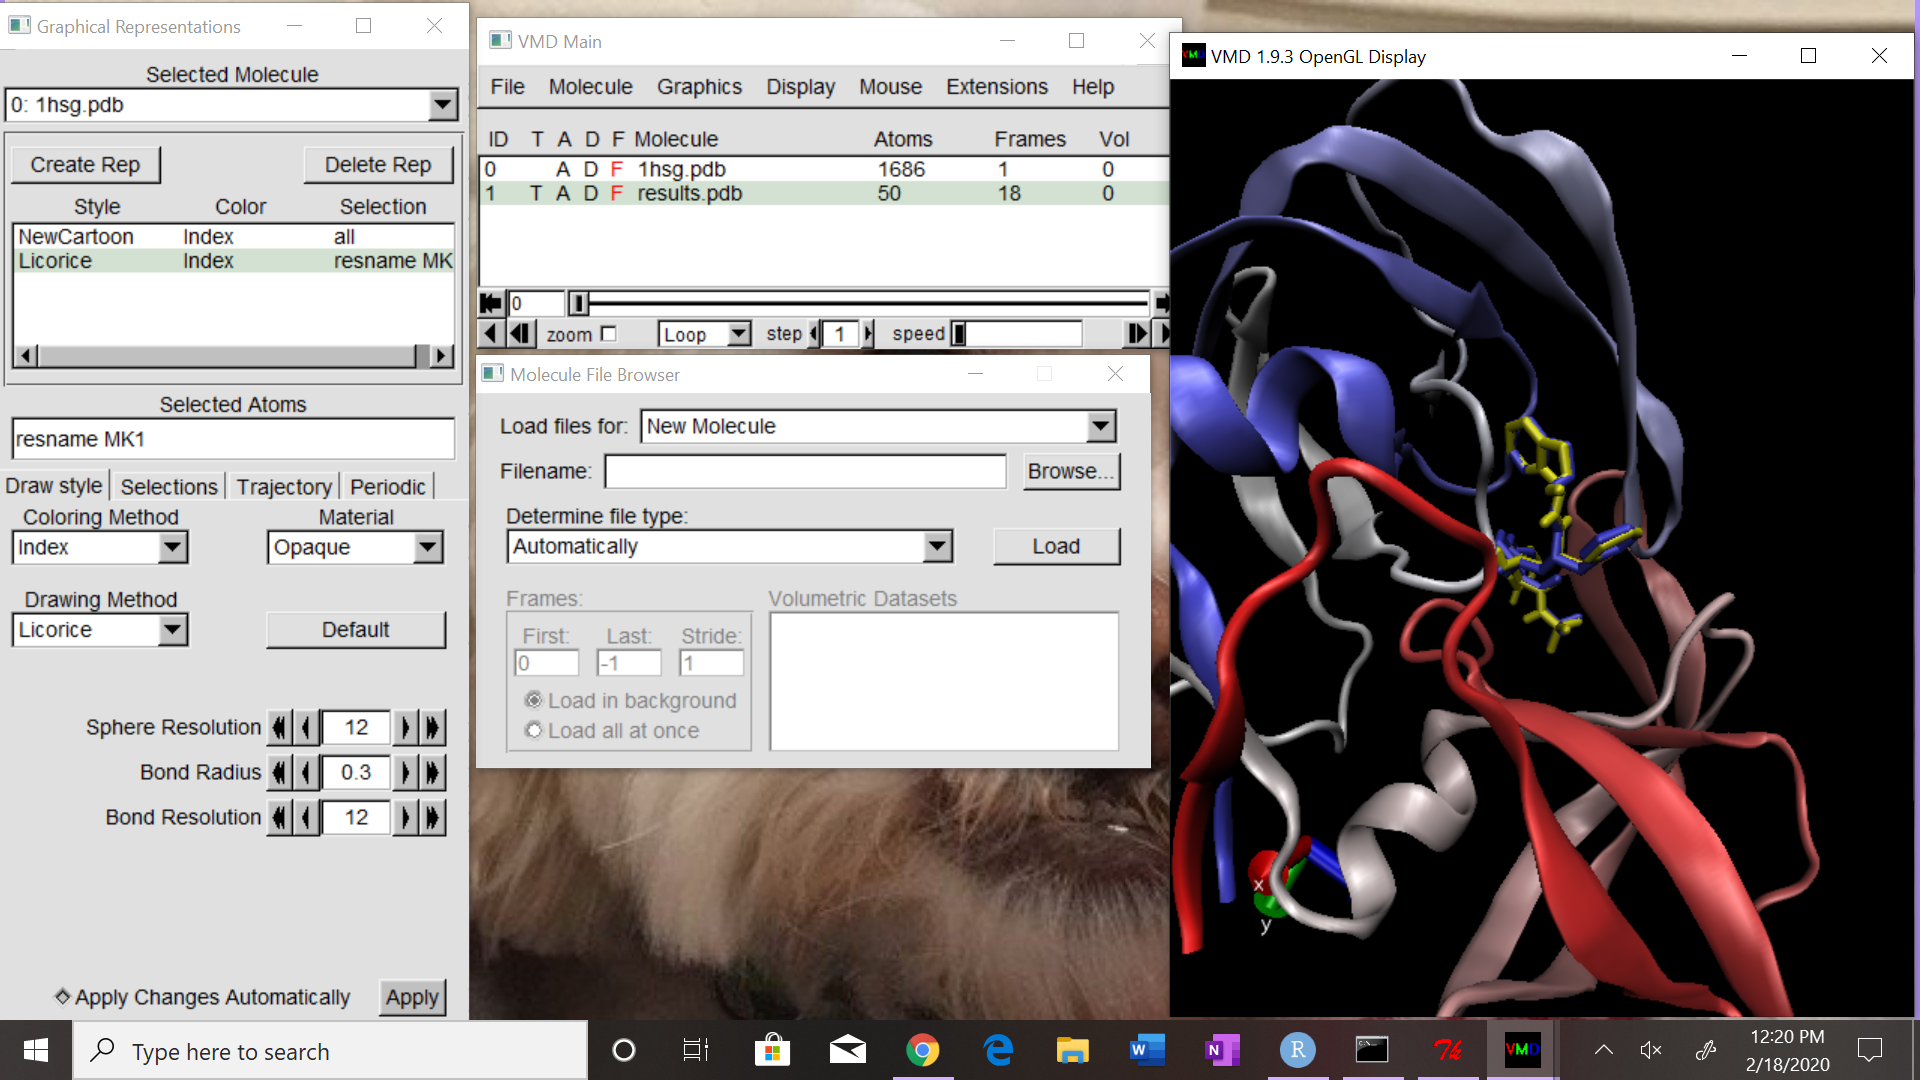 Graphical Representations
Selected Molecule
0: 1hsg.pdb
Create Rep
Delete Rep
Style Color Selection
NewCartoon Index all
Licorice Index resname MK
Selected Atoms
resname MK1
Draw style Selections Trajectory Periodic
Coloring Method Material
Index Opaque
Drawing Method
Licorice Default
Sphere Resolution 12
Bond Radius 0.3
Bond Resolution 12
Apply Changes Automatically Apply
VMD Main
File Molecule Graphics Display Mouse Extensions Help
ID T A D F Molecule Atoms Frames Vol
0 A D F 1hsg.pdb 1686 1 0
1 T A D F results.pdb 50 18 0
0
zoom Loop step 1 speed
Molecule File Browser
Load files for: New Molecule
Filename: Browse...
Determine file type:
Automatically Load
Frames: Volumetric Datasets
First: Last: Stride:
0 -1 1
Load in background
Load all at once
VMD VMD 1.9.3 OpenGL Display
x
y
Type here to search
W N R C:\ Tk VMD
12:20 PM
2/18/2020